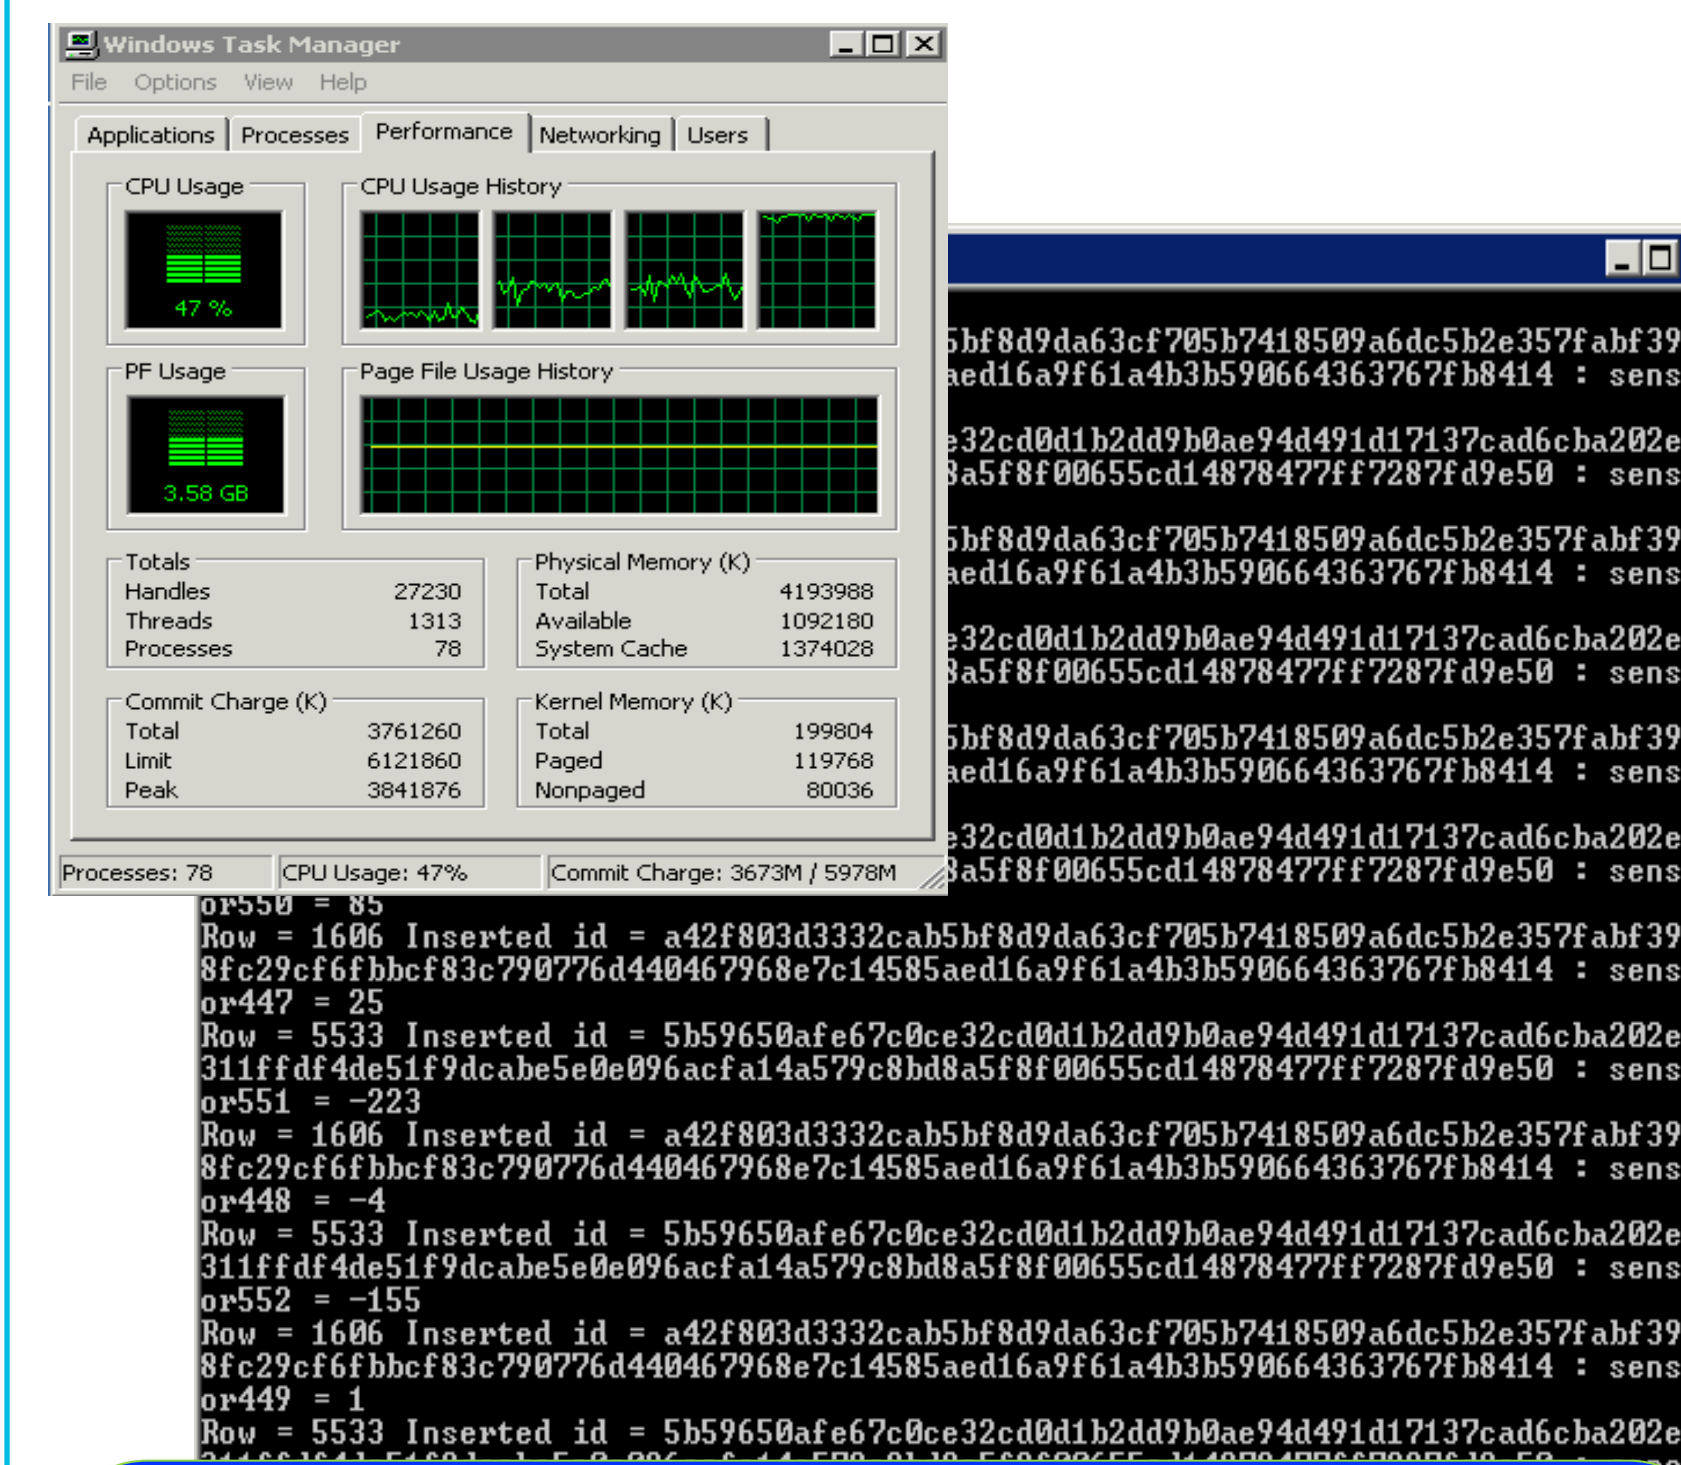 Windows Task Manager
File Options View Help
Applications Processes Performance Networking Users
CPU Usage
CPU Usage History
47 %
PF Usage
Page File Usage History
3.58 GB
Totals
Handles 27230
Threads 1313
Processes 78
Physical Memory (K)
Total 4193988
Available 1092180
System Cache 1374028
Commit Charge (K)
Total 3761260
Limit 6121860
Peak 3841876
Kernel Memory (K)
Total 199804
Paged 119768
Nonpaged 80036
Processes: 78 CPU Usage: 47% Commit Charge: 3673M / 5978M
5bf8d9da63cf705b7418509a6dc5b2e357fabf39
aed16a9f61a4b3b590664363767fb8414 : sens
e32cd0d1b2dd9b0ae94d491d17137cad6cba202e
8a5f8f00655cd14878477ff7287fd9e50 : sens
5bf8d9da63cf705b7418509a6dc5b2e357fabf39
aed16a9f61a4b3b590664363767fb8414 : sens
e32cd0d1b2dd9b0ae94d491d17137cad6cba202e
8a5f8f00655cd14878477ff7287fd9e50 : sens
5bf8d9da63cf705b7418509a6dc5b2e357fabf39
aed16a9f61a4b3b590664363767fb8414 : sens
e32cd0d1b2dd9b0ae94d491d17137cad6cba202e
8a5f8f00655cd14878477ff7287fd9e50 : sens
or550 = 85
Row = 1606 Inserted id = a42f803d3332cab5bf8d9da63cf705b7418509a6dc5b2e357fabf39
8fc29cf6fbbcf83c790776d440467968e7c14585aed16a9f61a4b3b590664363767fb8414 : sens
or447 = 25
Row = 5533 Inserted id = 5b59650afe67c0ce32cd0d1b2dd9b0ae94d491d17137cad6cba202e
311ffdf4de51f9dcabe5e0e096acfa14a579c8bd8a5f8f00655cd14878477ff7287fd9e50 : sens
or551 = -223
Row = 1606 Inserted id = a42f803d3332cab5bf8d9da63cf705b7418509a6dc5b2e357fabf39
8fc29cf6fbbcf83c790776d440467968e7c14585aed16a9f61a4b3b590664363767fb8414 : sens
or448 = -4
Row = 5533 Inserted id = 5b59650afe67c0ce32cd0d1b2dd9b0ae94d491d17137cad6cba202e
311ffdf4de51f9dcabe5e0e096acfa14a579c8bd8a5f8f00655cd14878477ff7287fd9e50 : sens
or552 = -155
Row = 1606 Inserted id = a42f803d3332cab5bf8d9da63cf705b7418509a6dc5b2e357fabf39
8fc29cf6fbbcf83c790776d440467968e7c14585aed16a9f61a4b3b590664363767fb8414 : sens
or449 = 1
Row = 5533 Inserted id = 5b59650afe67c0ce32cd0d1b2dd9b0ae94d491d17137cad6cba202e